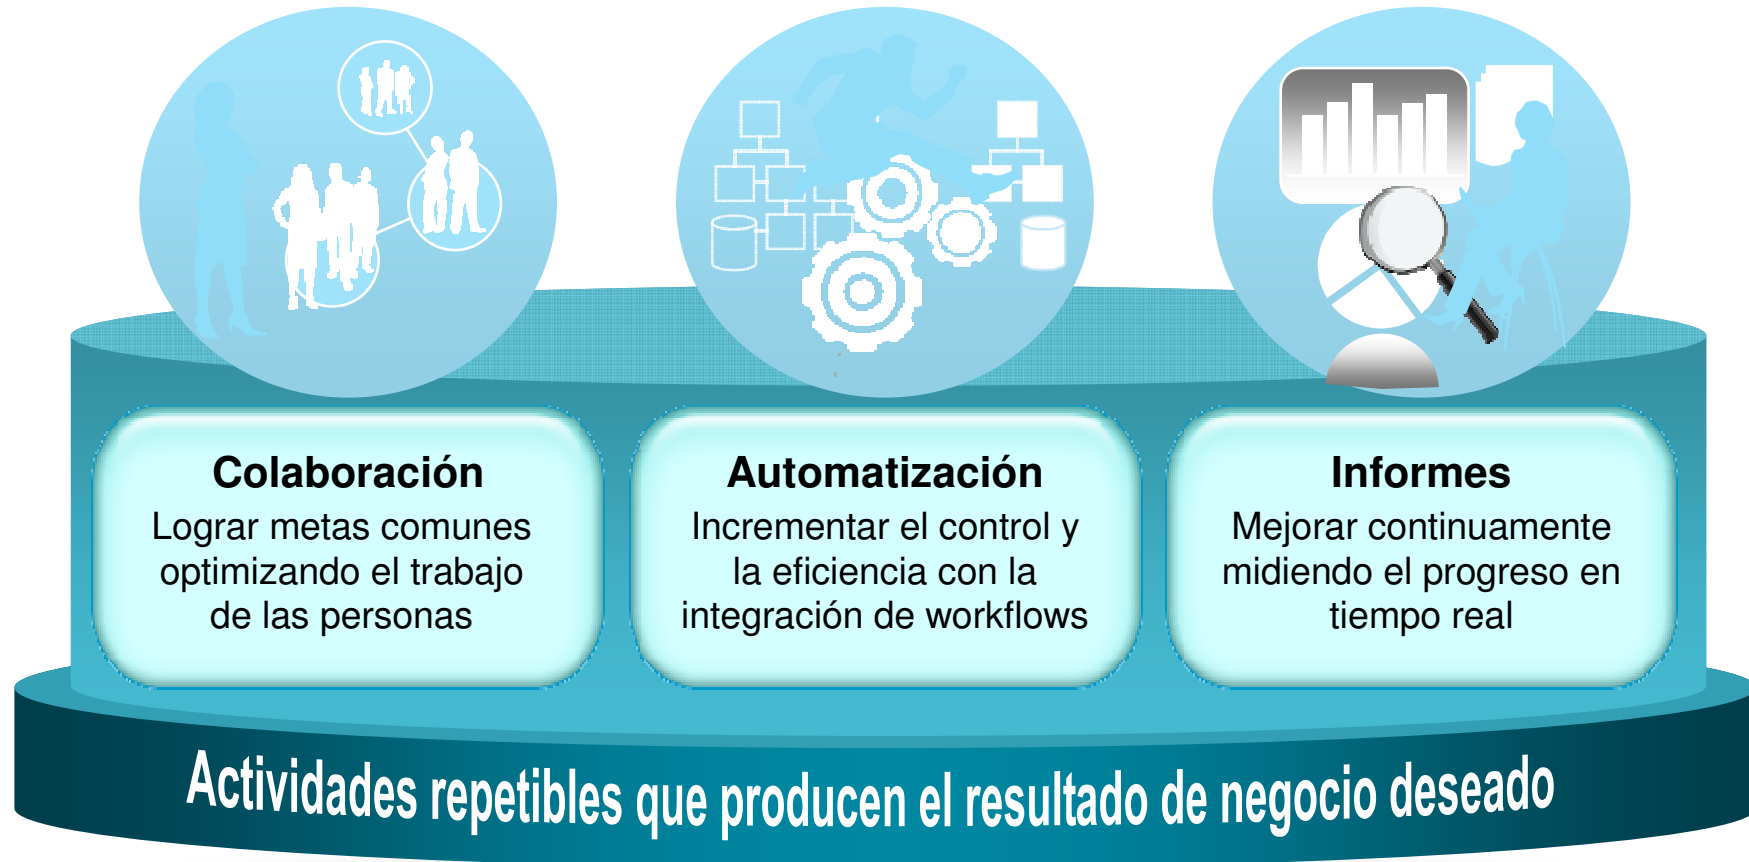 Colaboración
Lograr metas comunes
optimizando el trabajo
de las personas
Automatización
Incrementar el control y
la eficiencia con la
integración de workflows
Informes
Mejorar continuamente
midiendo el progreso en
tiempo real
Actividades repetibles que producen el resultado de negocio deseado